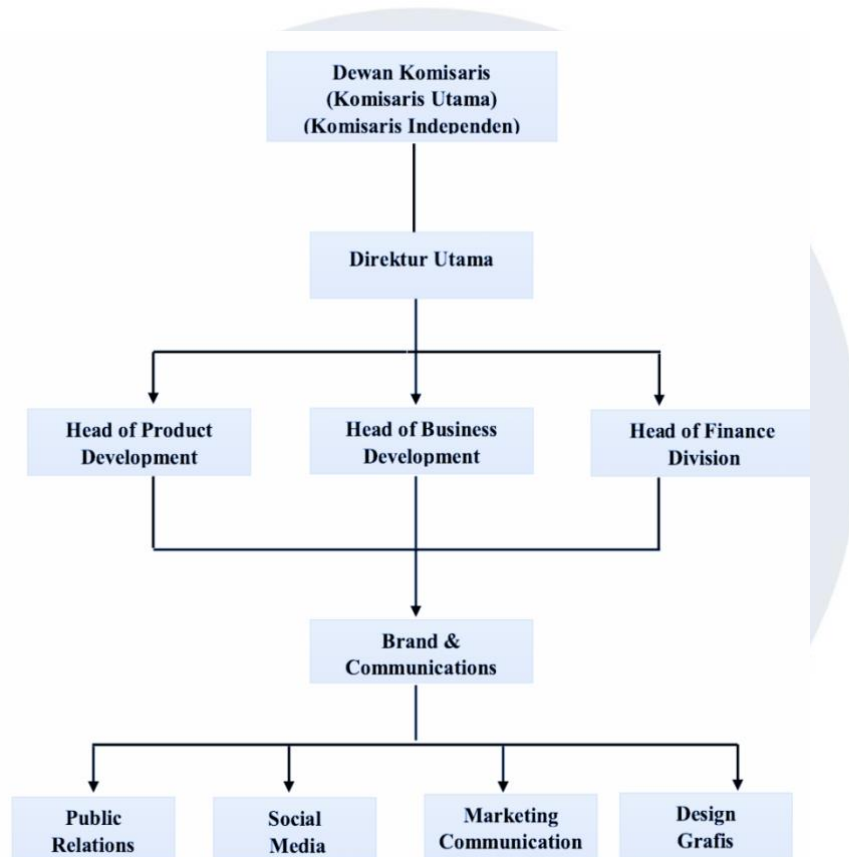 Dewan Komisaris
(Komisaris Utama)
(Komisaris Independen)
Direktur Utama
Head of Product
Development
Head of Business
Development
Head of Finance
Division
Brand &
Communications
Public
Relations
Social
Media
Marketing
Communication
Design
Grafis